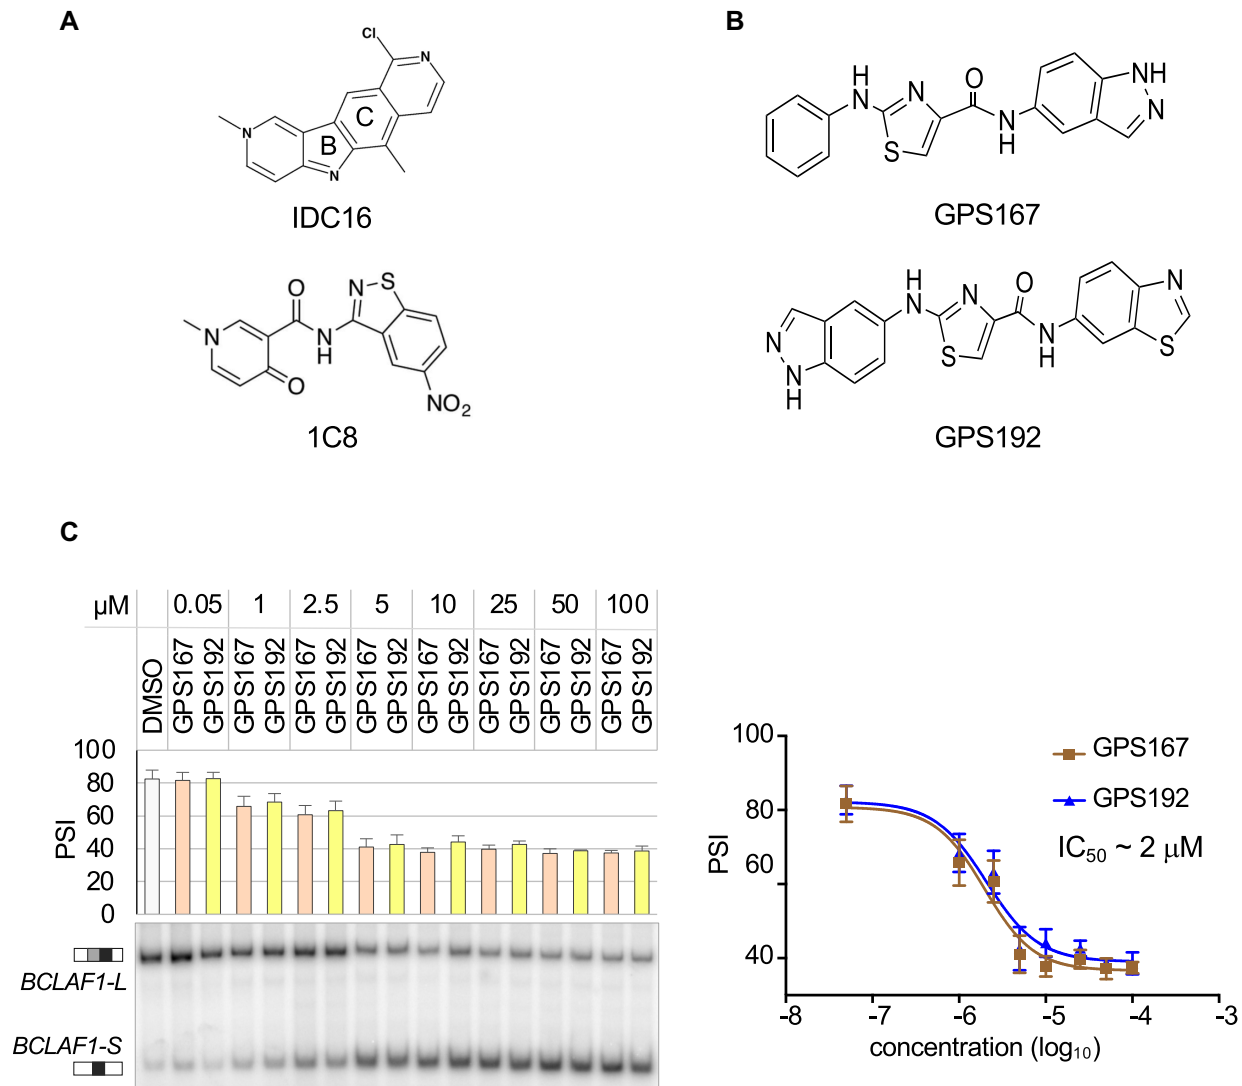 A
Cl
N
C
N
B
N
IDC16
O
N
S
N
N
H
O
NO2
1C8
B
H
N
N
O
S
N
H
NH
N
GPS167
H
N
N
O
N
N
S
N
H
N
H
S
GPS192
C
µM
0.05 1 2.5 5 10 25 50 100
DMSO GPS167 GPS192 GPS167 GPS192 GPS167 GPS192 GPS167 GPS192 GPS167 GPS192 GPS167 GPS192 GPS167 GPS192 GPS167 GPS192
PSI
100
80
60
40
20
0
BCLAF1-L
BCLAF1-S
PSI
100
80
60
40
GPS167
GPS192
IC50 ~ 2 µM
-8 -7 -6 -5 -4 -3
concentration (log10)